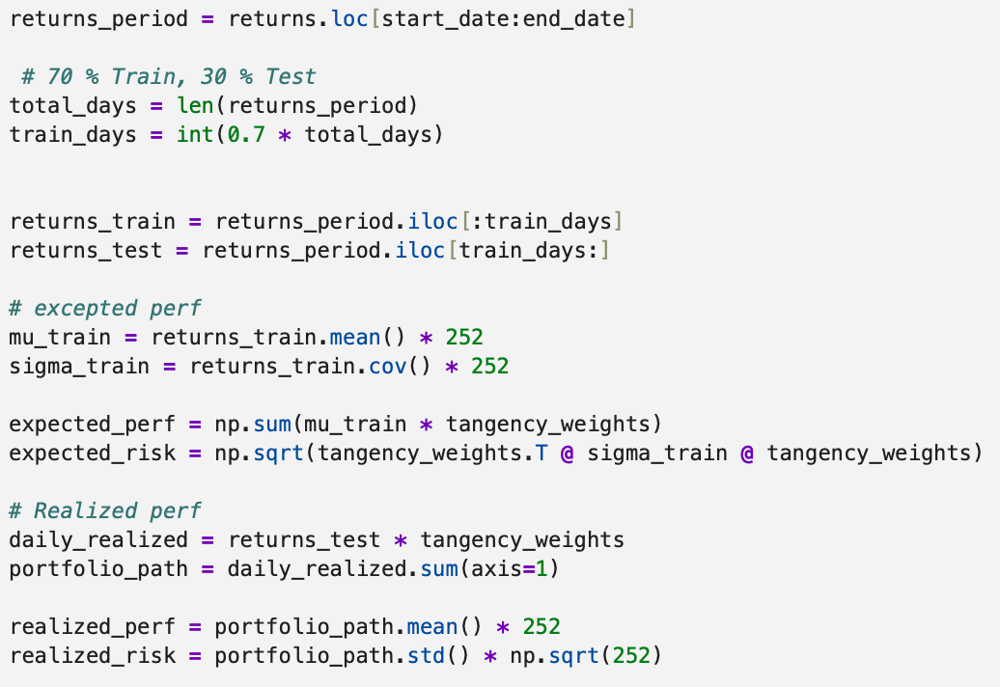 returns_period = returns.loc[start_date:end_date]
# 70 % Train, 30 % Test
total_days = len(returns_period)
train_days = int(0.7 * total_days)
returns_train = returns_period.iloc[:train_days]
returns_test = returns_period.iloc[train_days:]
# excepted perf
mu_train = returns_train.mean() * 252
sigma_train = returns_train.cov() * 252
expected_perf = np.sum(mu_train * tangency_weights)
expected_risk = np.sqrt(tangency_weights.T @ sigma_train @ tangency_weights)
# Realized perf
daily_realized = returns_test * tangency_weights
portfolio_path = daily_realized.sum(axis=1)
realized_perf = portfolio_path.mean() * 252
realized_risk = portfolio_path.std() * np.sqrt(252)